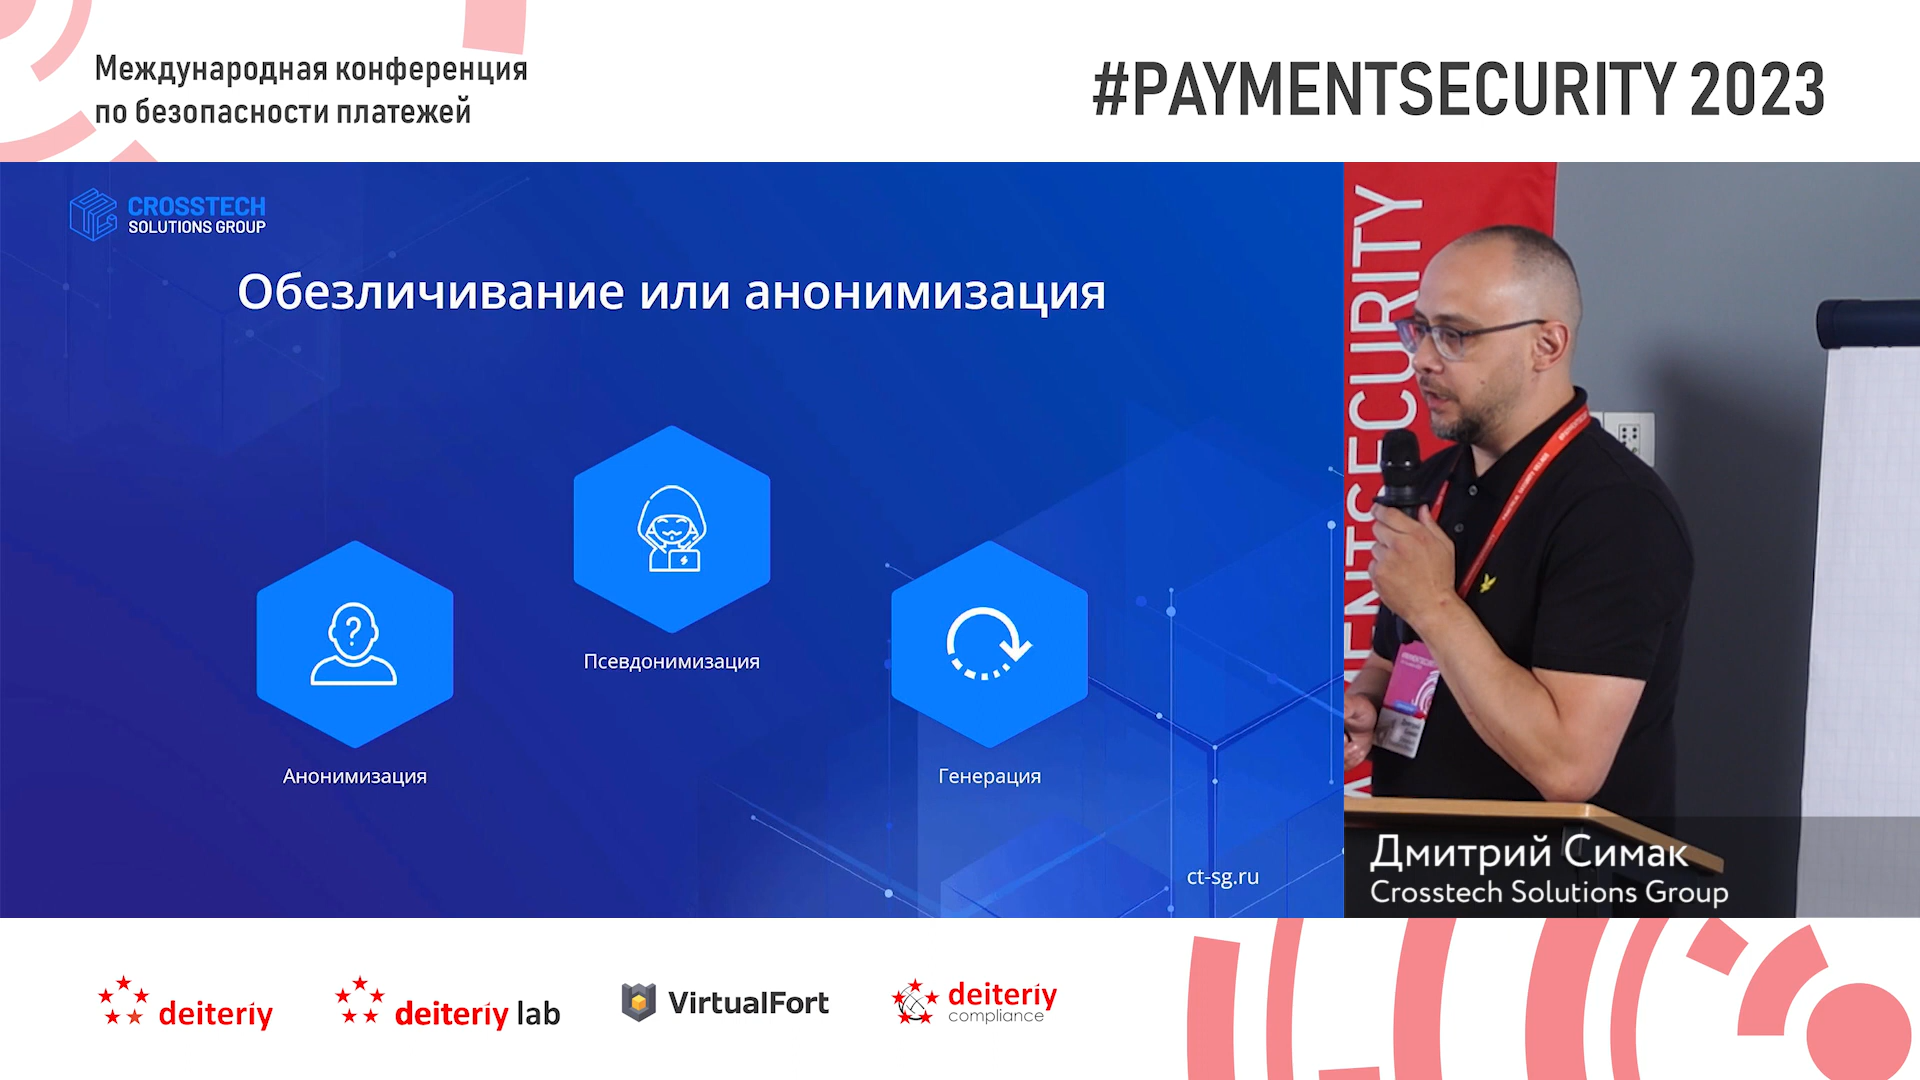 Международная конференция
по безопасности платежей
#PAYMENTSECURITY 2023
CROSSTECH
SOLUTIONS GROUP
Обезличивание или анонимизация
Псевдонимизация
Анонимизация
Генерация
ct-sg.ru
MENTSECURITY
Дмитрий Симак
Crosstech Solutions Group
deiteriy
deiteriy lab
VirtualFort
deiteriy
compliance